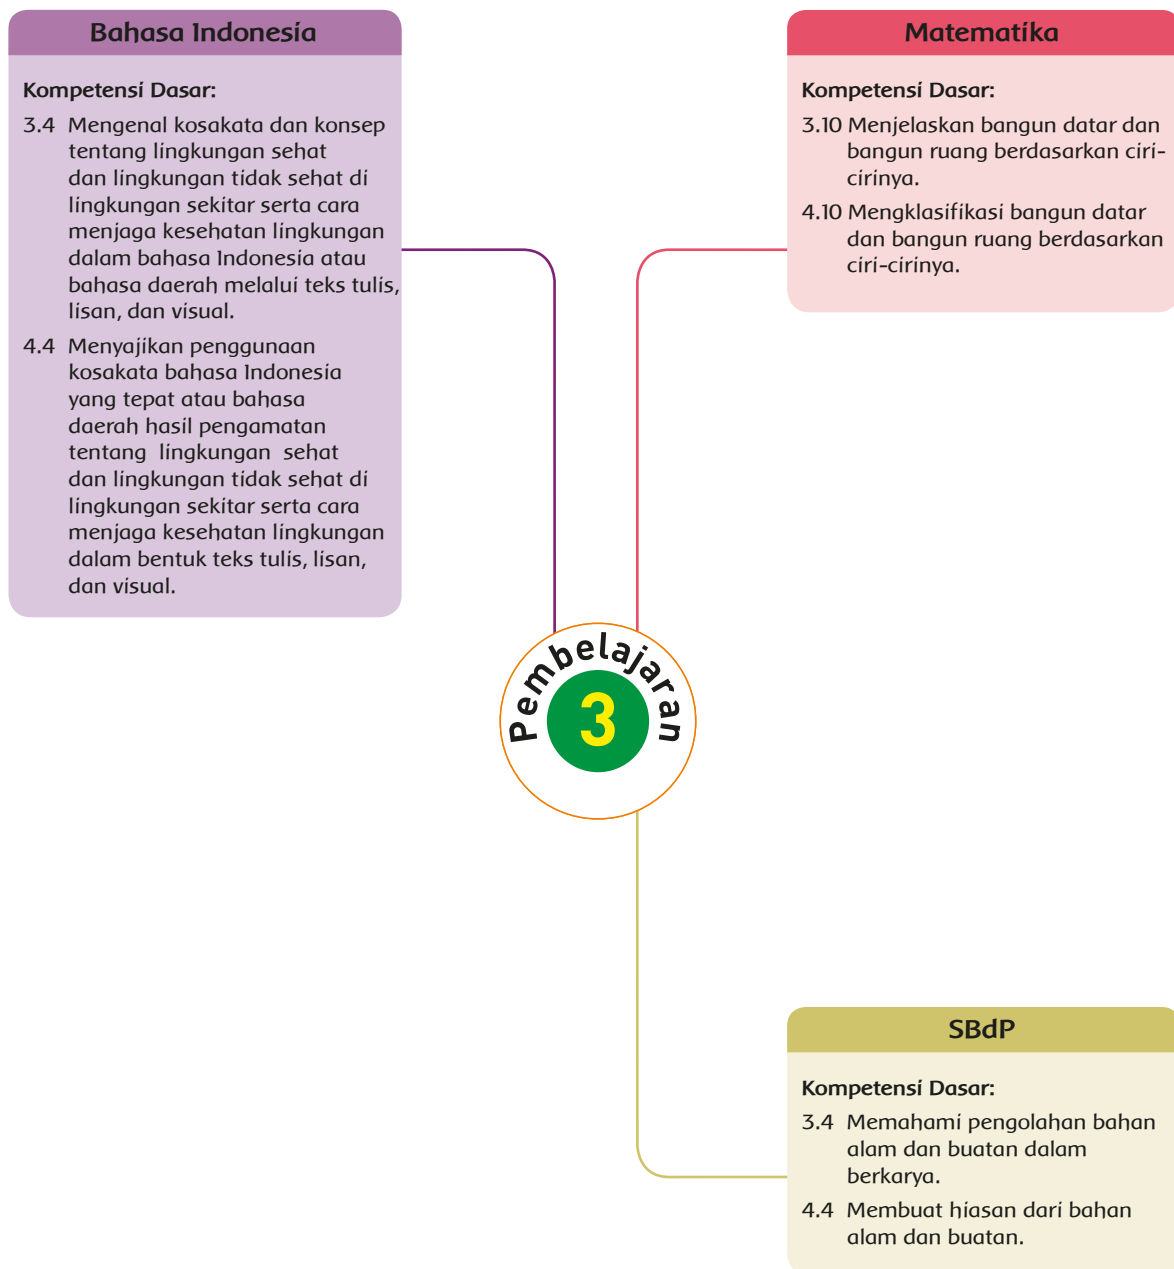 Bahasa Indonesia
Kompetensi Dasar:
3.4 Mengenal kosakata dan konsep
tentang lingkungan sehat
dan lingkungan tidak sehat di
lingkungan sekitar serta cara
menjaga kesehatan lingkungan
dalam bahasa Indonesia atau
bahasa daerah melalui teks tulis,
lisan, dan visual.
4.4 Menyajikan penggunaan
kosakata bahasa Indonesia
yang tepat atau bahasa
daerah hasil pengamatan
tentang lingkungan sehat
dan lingkungan tidak sehat di
lingkungan sekitar serta cara
menjaga kesehatan lingkungan
dalam bentuk teks tulis, lisan,
dan visual.
Matematika
Kompetensi Dasar:
3.10 Menjelaskan bangun datar dan
bangun ruang berdasarkan ciri-
cirinya.
4.10 Mengklasifikasi bangun datar
dan bangun ruang berdasarkan
ciri-cirinya.
Pembelajaran
3
SBdP
Kompetensi Dasar:
3.4 Memahami pengolahan bahan
alam dan buatan dalam
berkarya.
4.4 Membuat hiasan dari bahan
alam dan buatan.